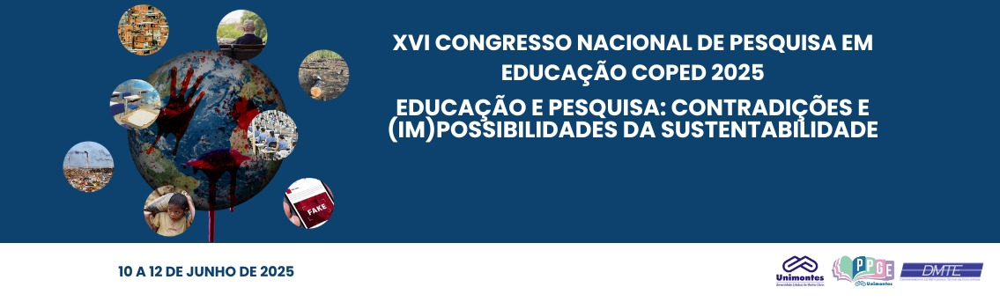 XVI CONGRESSO NACIONAL DE PESQUISA EM
EDUCAÇÃO COPED 2025
EDUCAÇÃO E PESQUISA: CONTRADIÇÕES E
(IM)POSSIBILIDADES DA SUSTENTABILIDADE
FAKE
10 A 12 DE JUNHO DE 2025
Unimontes
Universidade Estadual de Montes Claros
PPGE
Unimontes
DMTE